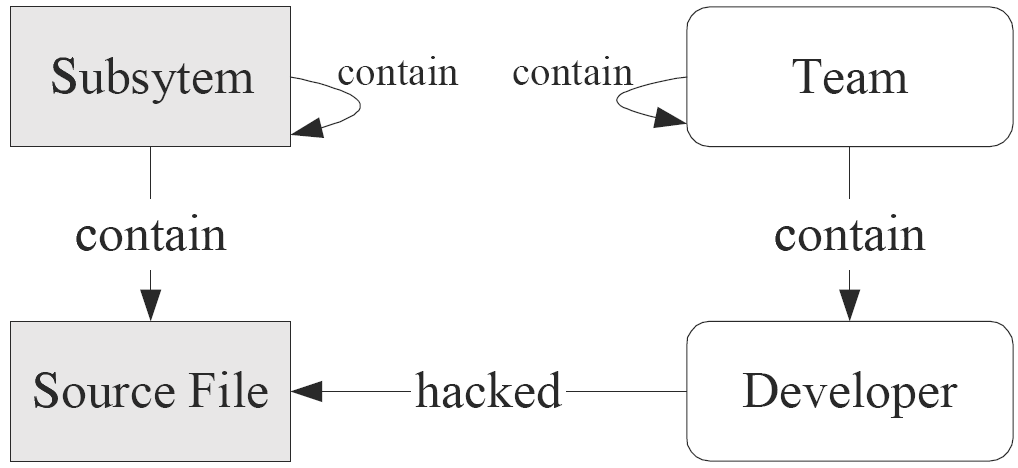 Subsytem
contain
contain
Team
contain
contain
Source File
hacked
Developer